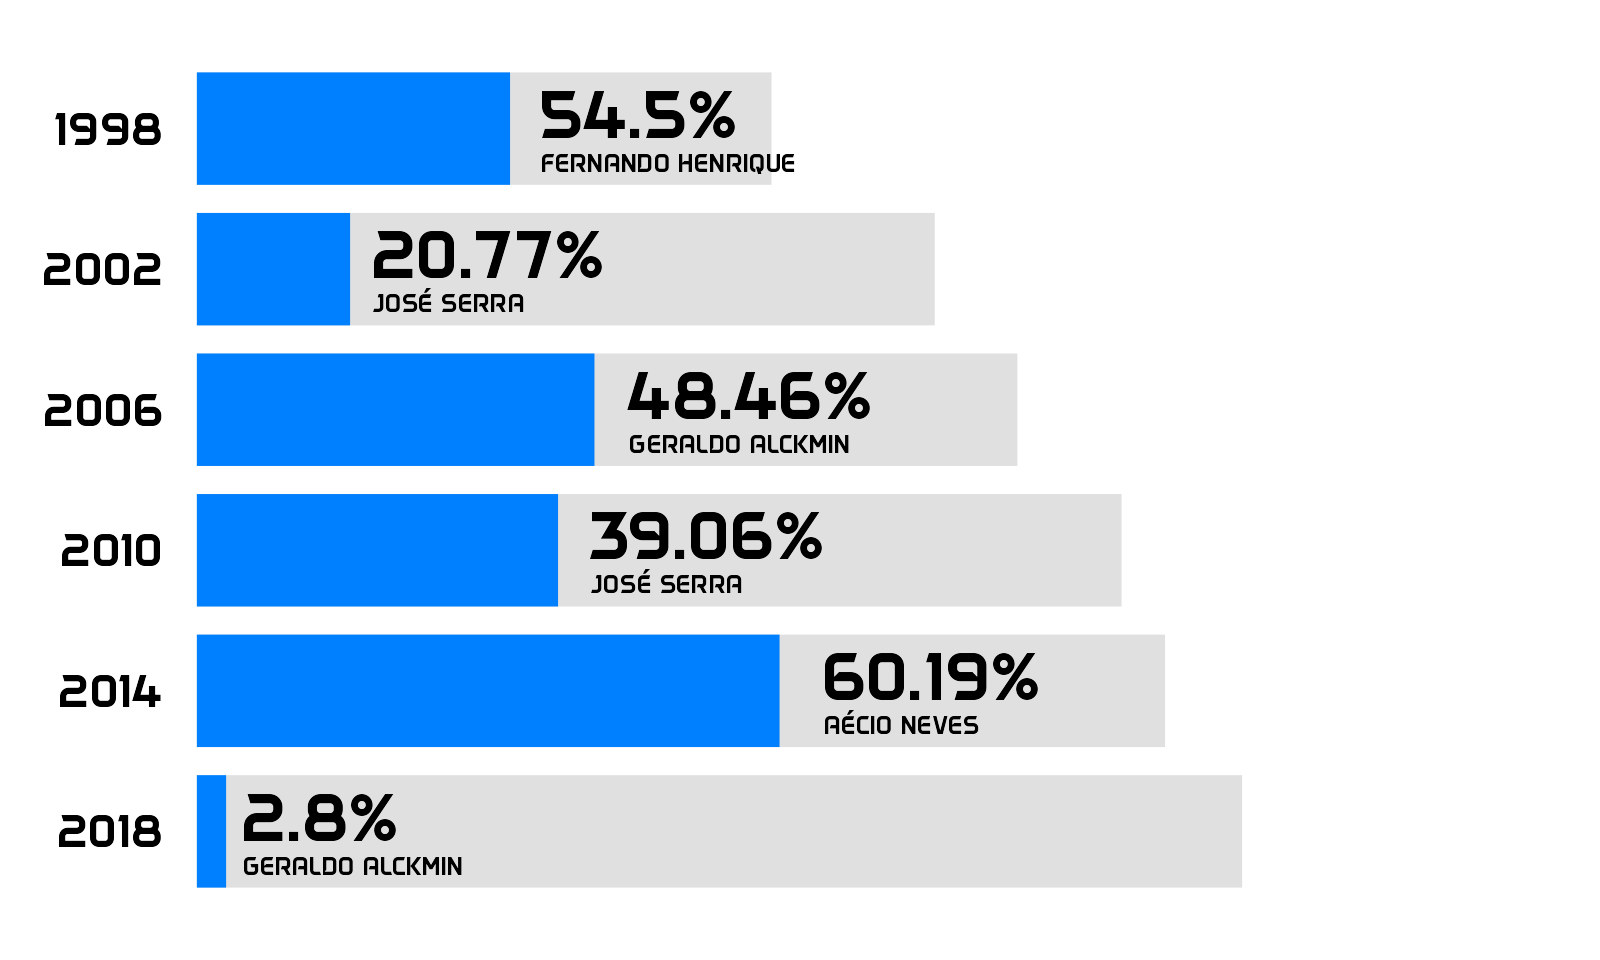 1998
54.5%
FERNANDO HENRIQUE
2002
20.77%
JOSÉ SERRA
2006
48.46%
GERALDO ALCKMIN
2010
39.06%
JOSÉ SERRA
2014
60.19%
AÉCIO NEVES
2018
2.8%
GERALDO ALCKMIN